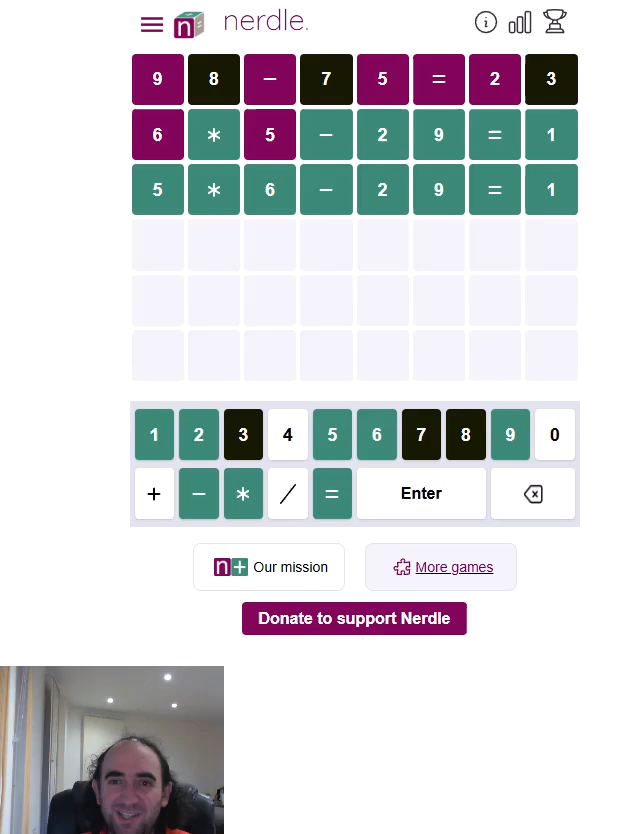 nerdle.
9 8 - 7 5 = 2 3
6 * 5 - 2 9 = 1
5 * 6 - 2 9 = 1
1 2 3 4 5 6 7 8 9 0
+ - * / = Enter
n+ Our mission More games
Donate to support Nerdle